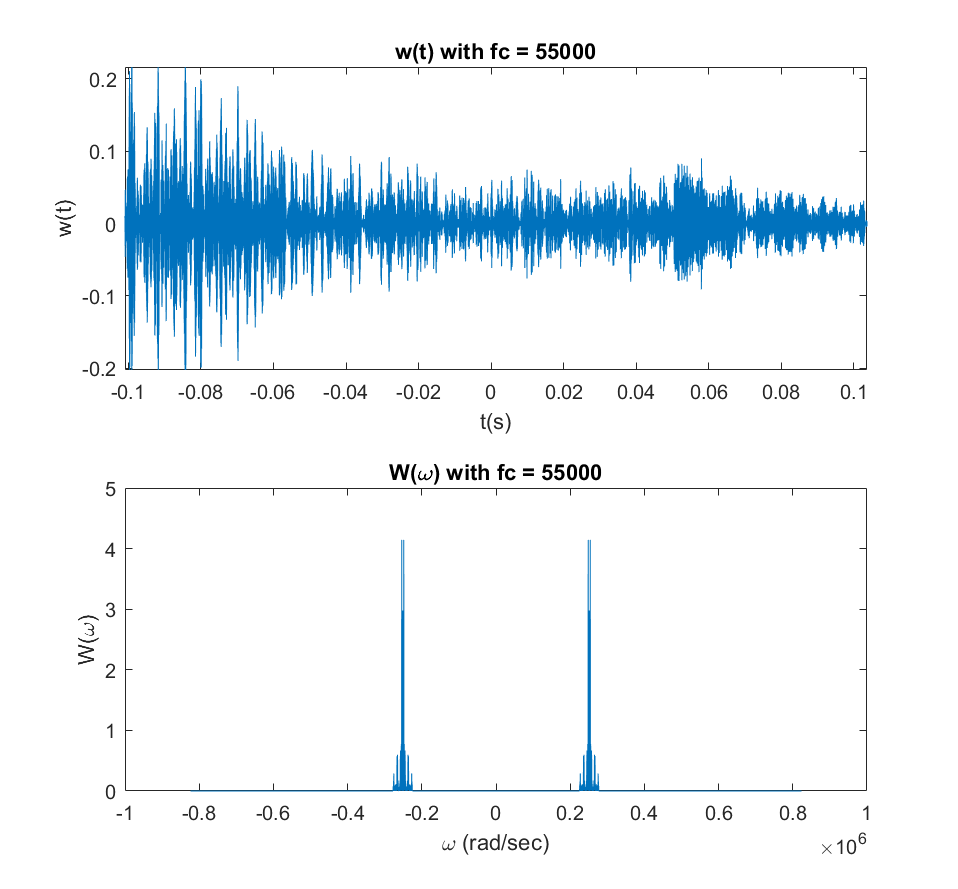 w(t) with fc = 55000
0.2
0.1
0
-0.1
-0.2
w(t)
-0.1 -0.08 -0.06 -0.04 -0.02 0 0.02 0.04 0.06 0.08 0.1
t(s)
W(ω) with fc = 55000
5
4
3
2
1
0
W(ω)
-1 -0.8 -0.6 -0.4 -0.2 0 0.2 0.4 0.6 0.8 1
ω (rad/sec)
×10⁶